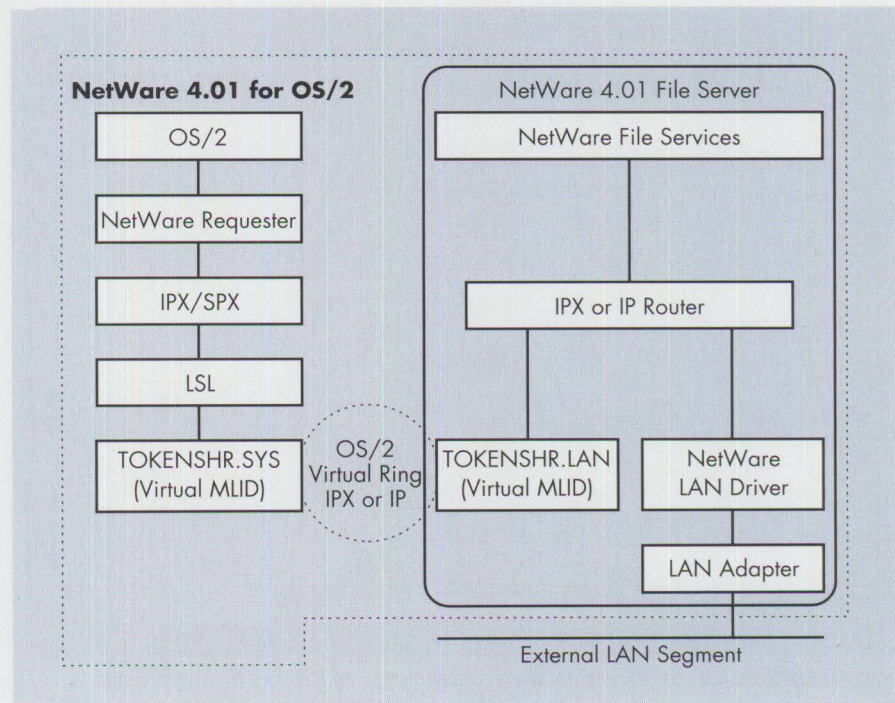 NetWare 4.01 for OS/2
OS/2
NetWare Requester
IPX/SPX
LSL
TOKENSHR.SYS
(Virtual MLID)
OS/2
Virtual Ring
IPX or IP
NetWare 4.01 File Server
NetWare File Services
IPX or IP Router
TOKENSHR.LAN
(Virtual MLID)
NetWare
LAN Driver
LAN Adapter
External LAN Segment